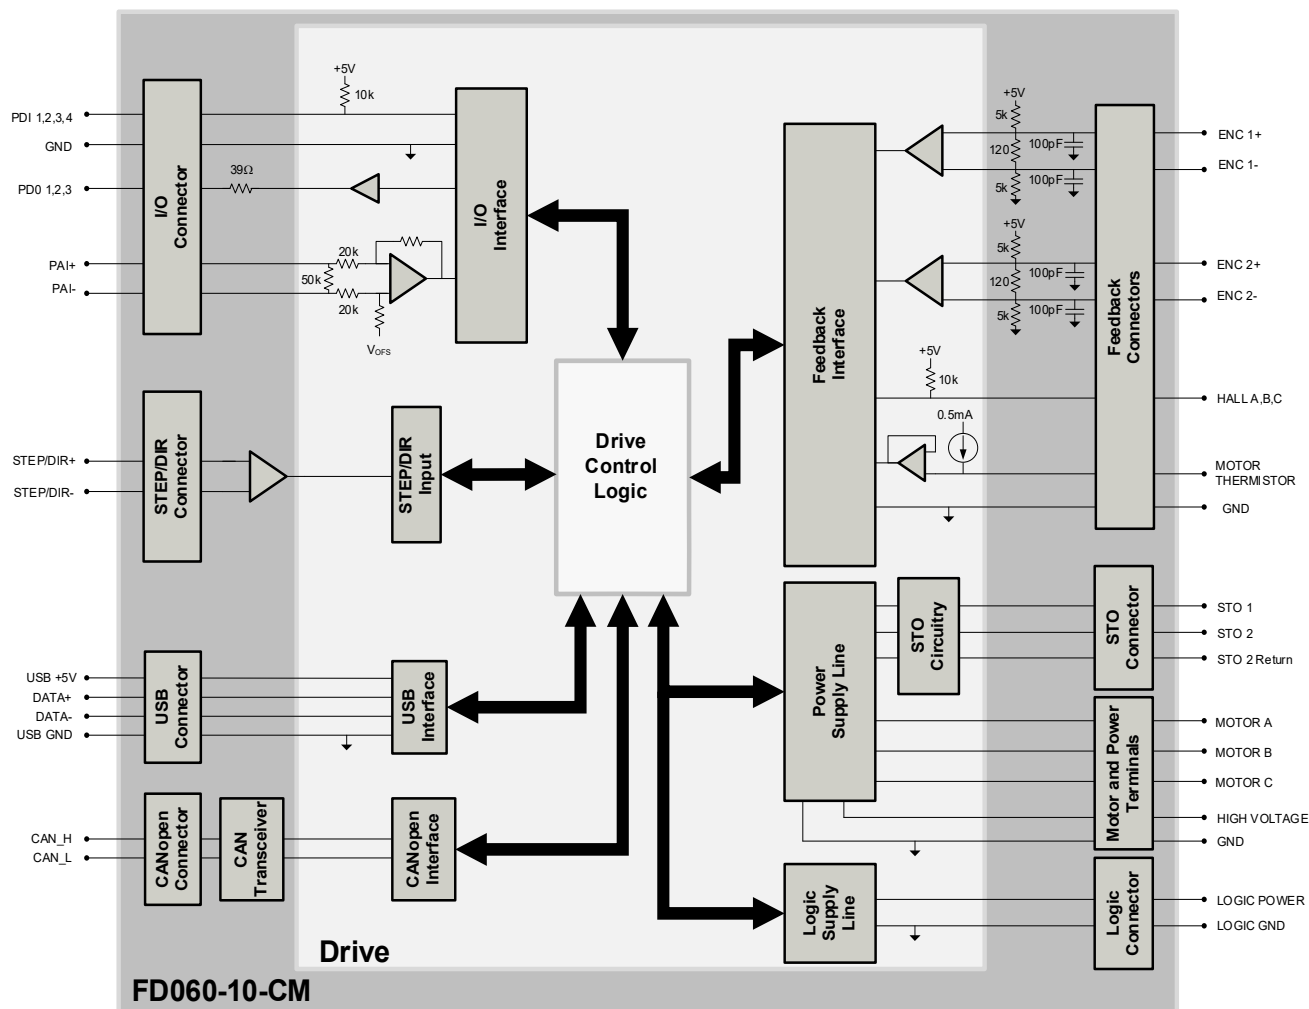 +5V
10k
PDI 1,2,3,4
GND
39Ω
PD0 1,2,3
PAI+
PAI-
20k
50k
20k
VOFS
I/O
Connector
I/O
Interface
STEP/DIR+
STEP/DIR-
STEP/DIR
Connector
STEP/DIR
Input
Drive
Control
Logic
USB +5V
DATA+
DATA-
USB GND
USB
Connector
USB
Interface
CAN_H
CAN_L
CANopen
Connector
CAN
Transceiver
CANopen
Interface
Feedback
Interface
+5V
5k
120
5k
100pF
100pF
+5V
5k
120
5k
100pF
100pF
+5V
10k
0.5mA
Feedback
Connectors
ENC 1+
ENC 1-
ENC 2+
ENC 2-
HALL A,B,C
MOTOR
THERMISTOR
GND
Power
Supply Line
STO
Circuitry
STO
Connector
STO 1
STO 2
STO 2 Return
Motor and Power
Terminals
MOTOR A
MOTOR B
MOTOR C
HIGH VOLTAGE
GND
Logic
Supply
Line
Logic
Connector
LOGIC POWER
LOGIC GND
Drive
FD060-10-CM